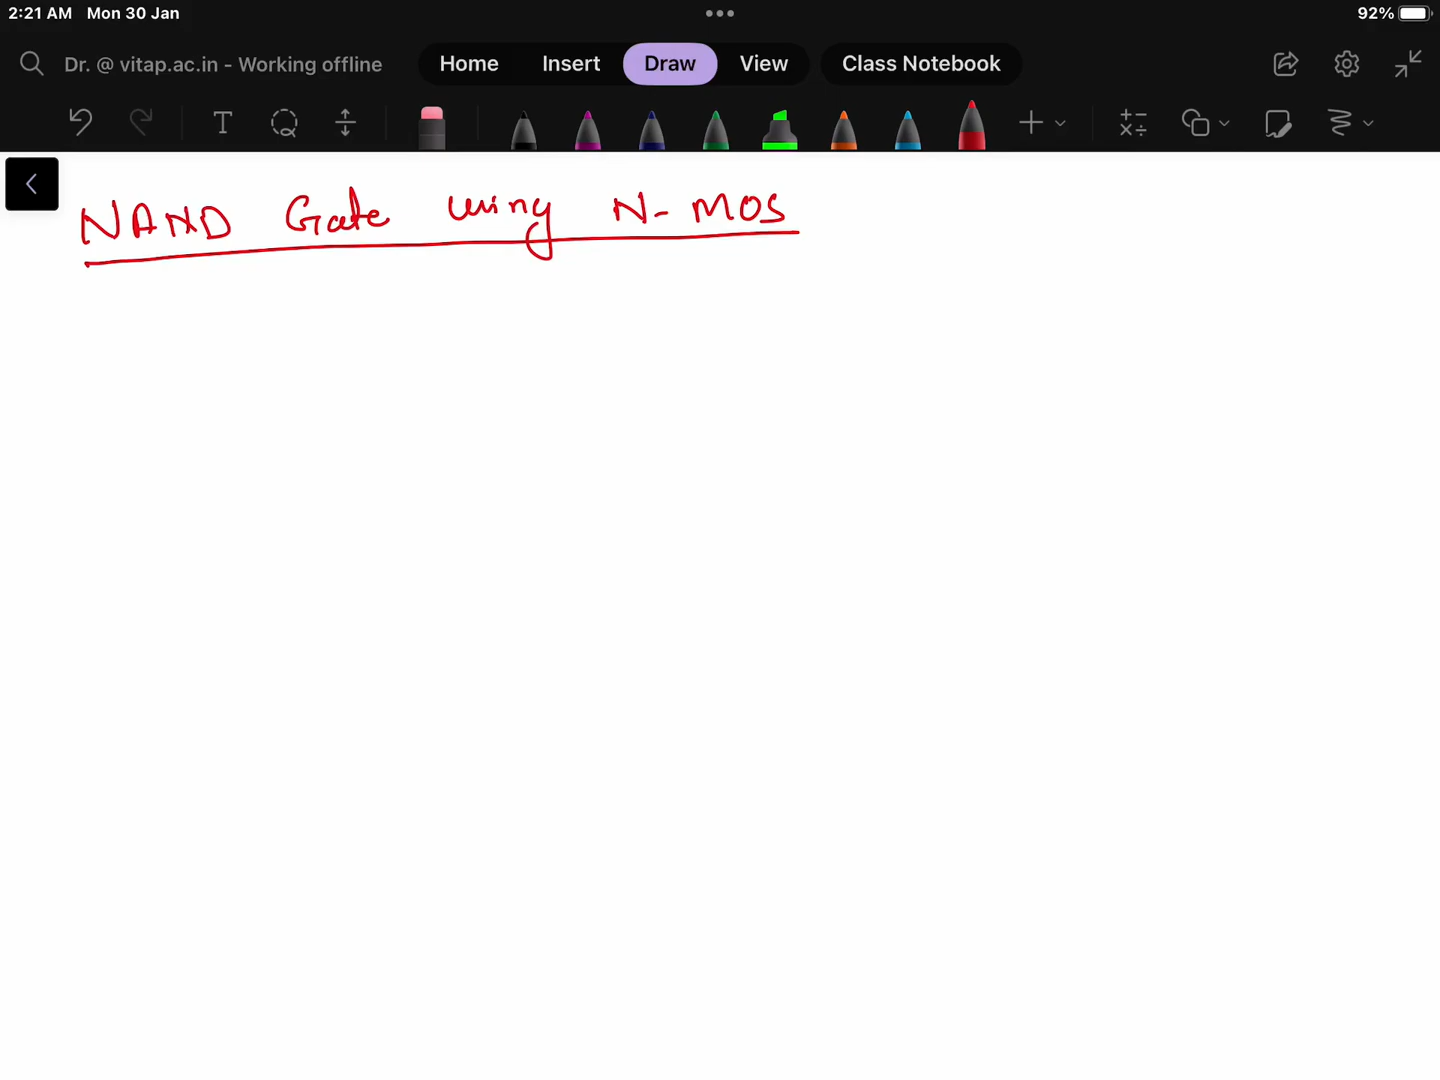 2:21 AM Mon 30 Jan
92%
Dr. @ vitap.ac.in - Working offline
Home Insert Draw View Class Notebook
T
NAND Gate using N-MOS